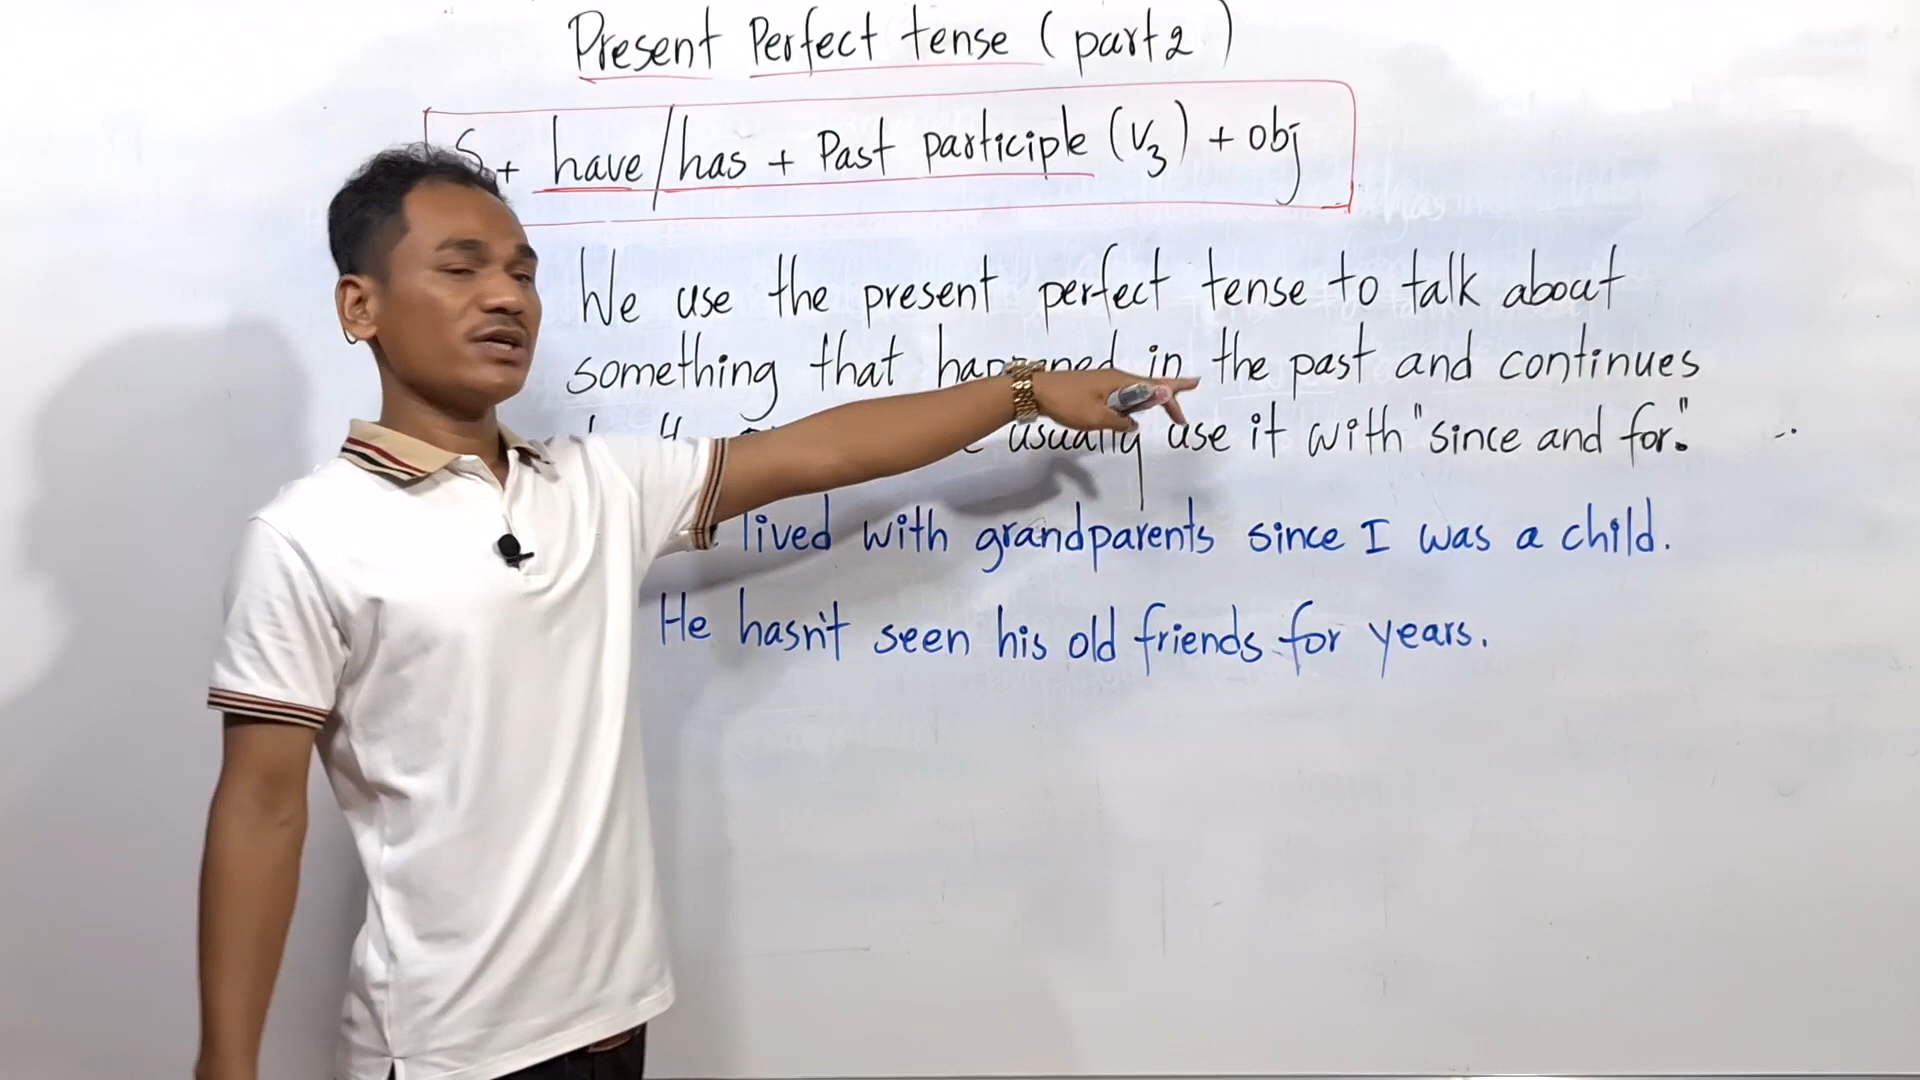 Present Perfect tense (part 2)
S + have/has + Past participle (V3) + obj
We use the present perfect tense to talk about
something that happened in the past and continues
usually use it with "since and for."
lived with grandparents since I was a child.
He hasn't seen his old friends for years.